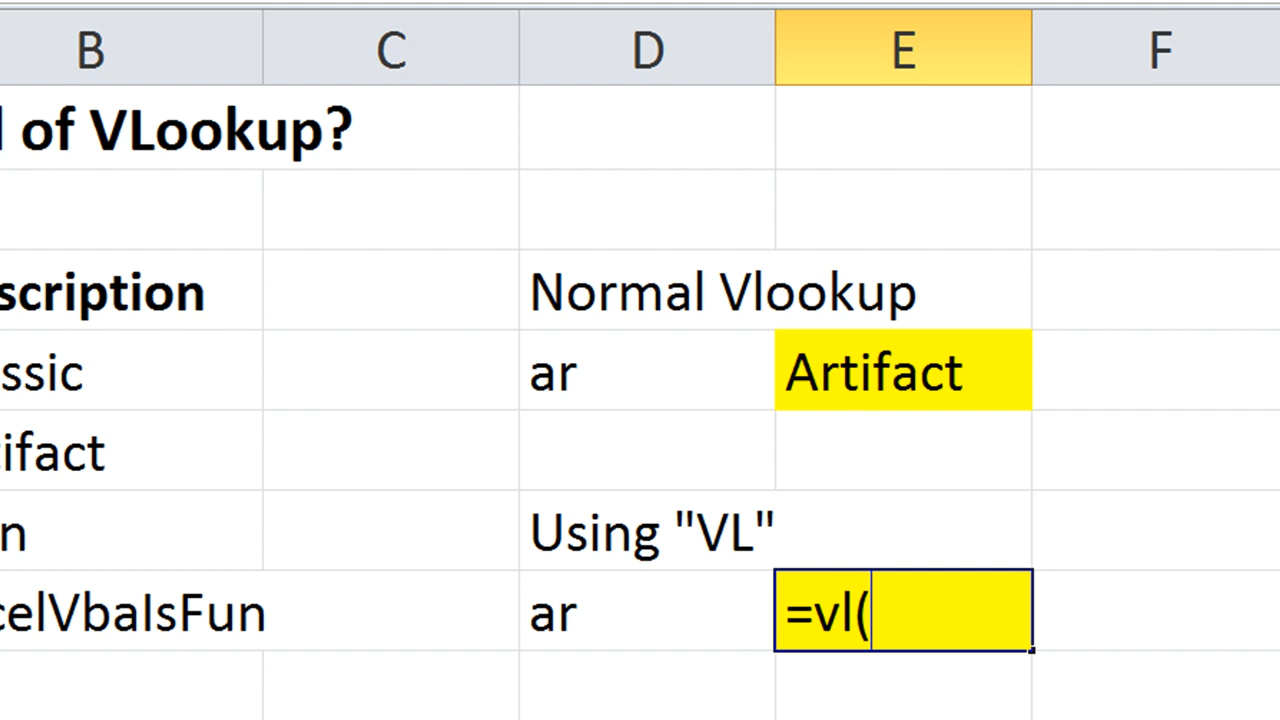 B C D E F
of VLookup?
scription Normal Vlookup
ssic ar Artifact
ifact
n Using "VL"
celVbaIsFun ar =vl(